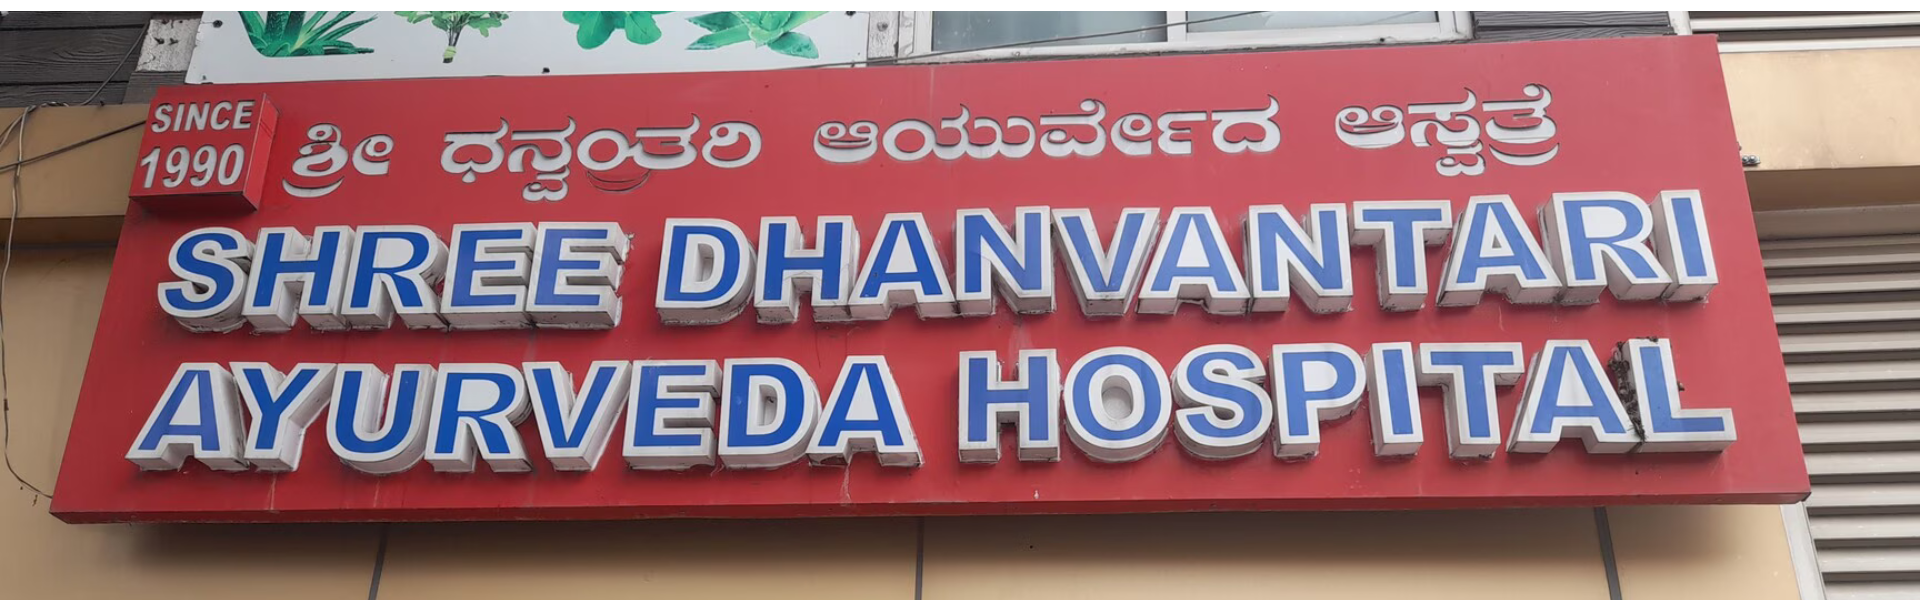 SINCE
1990
ಶ್ರೀ ಧನ್ವಂತರಿ ಆಯುರ್ವೇದ ಆಸ್ಪತ್ರೆ
SHREE DHANVANTARI
AYURVEDA HOSPITAL